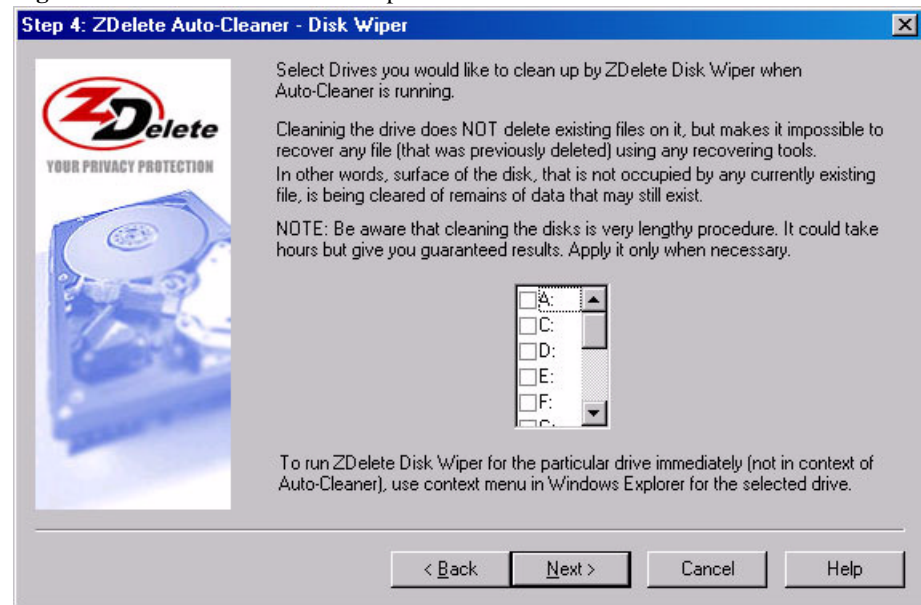 Step 4: ZDelete Auto-Cleaner - Disk Wiper
ZDelete
YOUR PRIVACY PROTECTION
Select Drives you would like to clean up by ZDelete Disk Wiper when
Auto-Cleaner is running.
Cleaninig the drive does NOT delete existing files on it, but makes it impossible to
recover any file (that was previously deleted) using any recovering tools.
In other words, surface of the disk, that is not occupied by any currently existing
file, is being cleared of remains of data that may still exist.
NOTE: Be aware that cleaning the disks is very lengthy procedure. It could take
hours but give you guaranteed results. Apply it only when necessary.
A:
C:
D:
E:
F:
To run ZDelete Disk Wiper for the particular drive immediately (not in context of
Auto-Cleaner), use context menu in Windows Explorer for the selected drive.
< Back
Next >
Cancel
Help